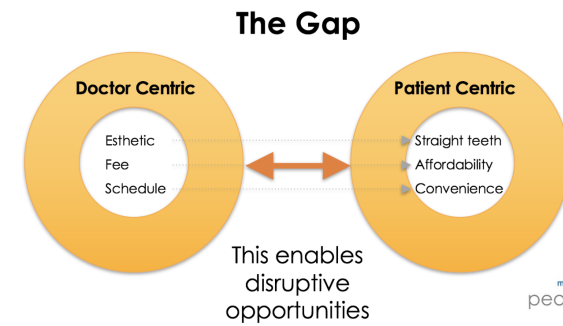 The Gap
Doctor Centric
Esthetic
Fee
Schedule
Patient Centric
Straight teeth
Affordability
Convenience
This enables
disruptive
opportunities